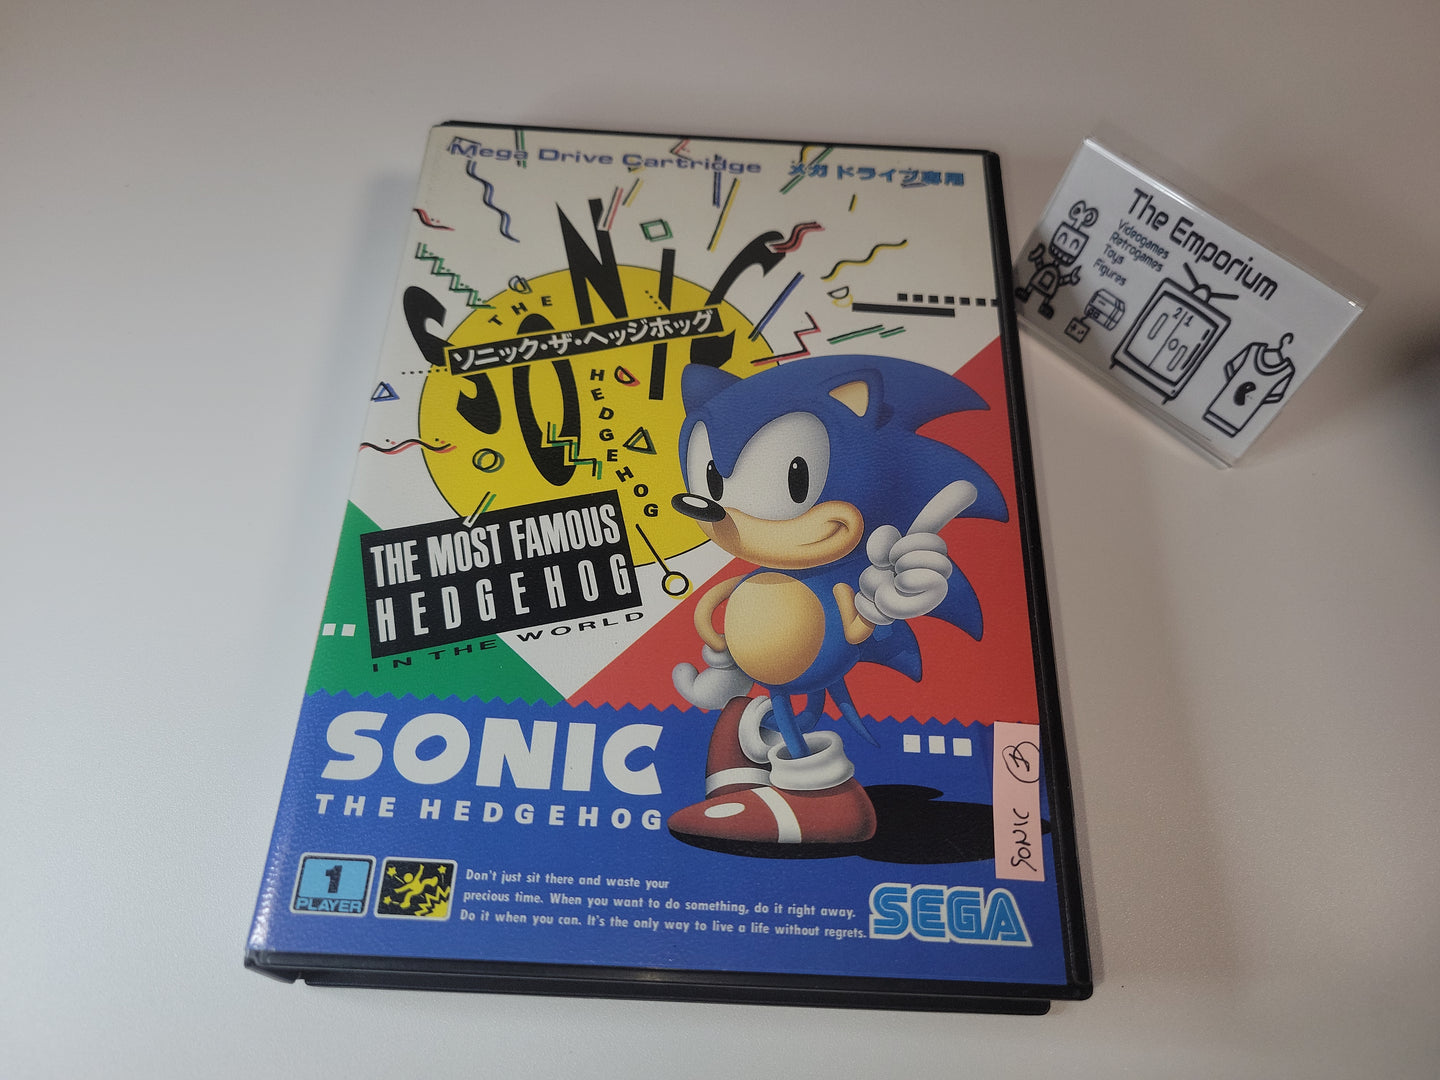 Mega Drive Cartridge メガドライブ専用
THE
SONIC
ソニック・ザ・ヘッジホッグ
HEDGEHOG
THE MOST FAMOUS
HEDGEHOG
IN THE WORLD
SONIC
THE HEDGEHOG
1
PLAYER
Don't just sit there and waste your
precious time. When you want to do something, do it right away.
Do it when you can. It's the only way to live a life without regrets.
SEGA
SONIC
The Emporium
Videogames
Retrogames
Toys
Figures
2 1